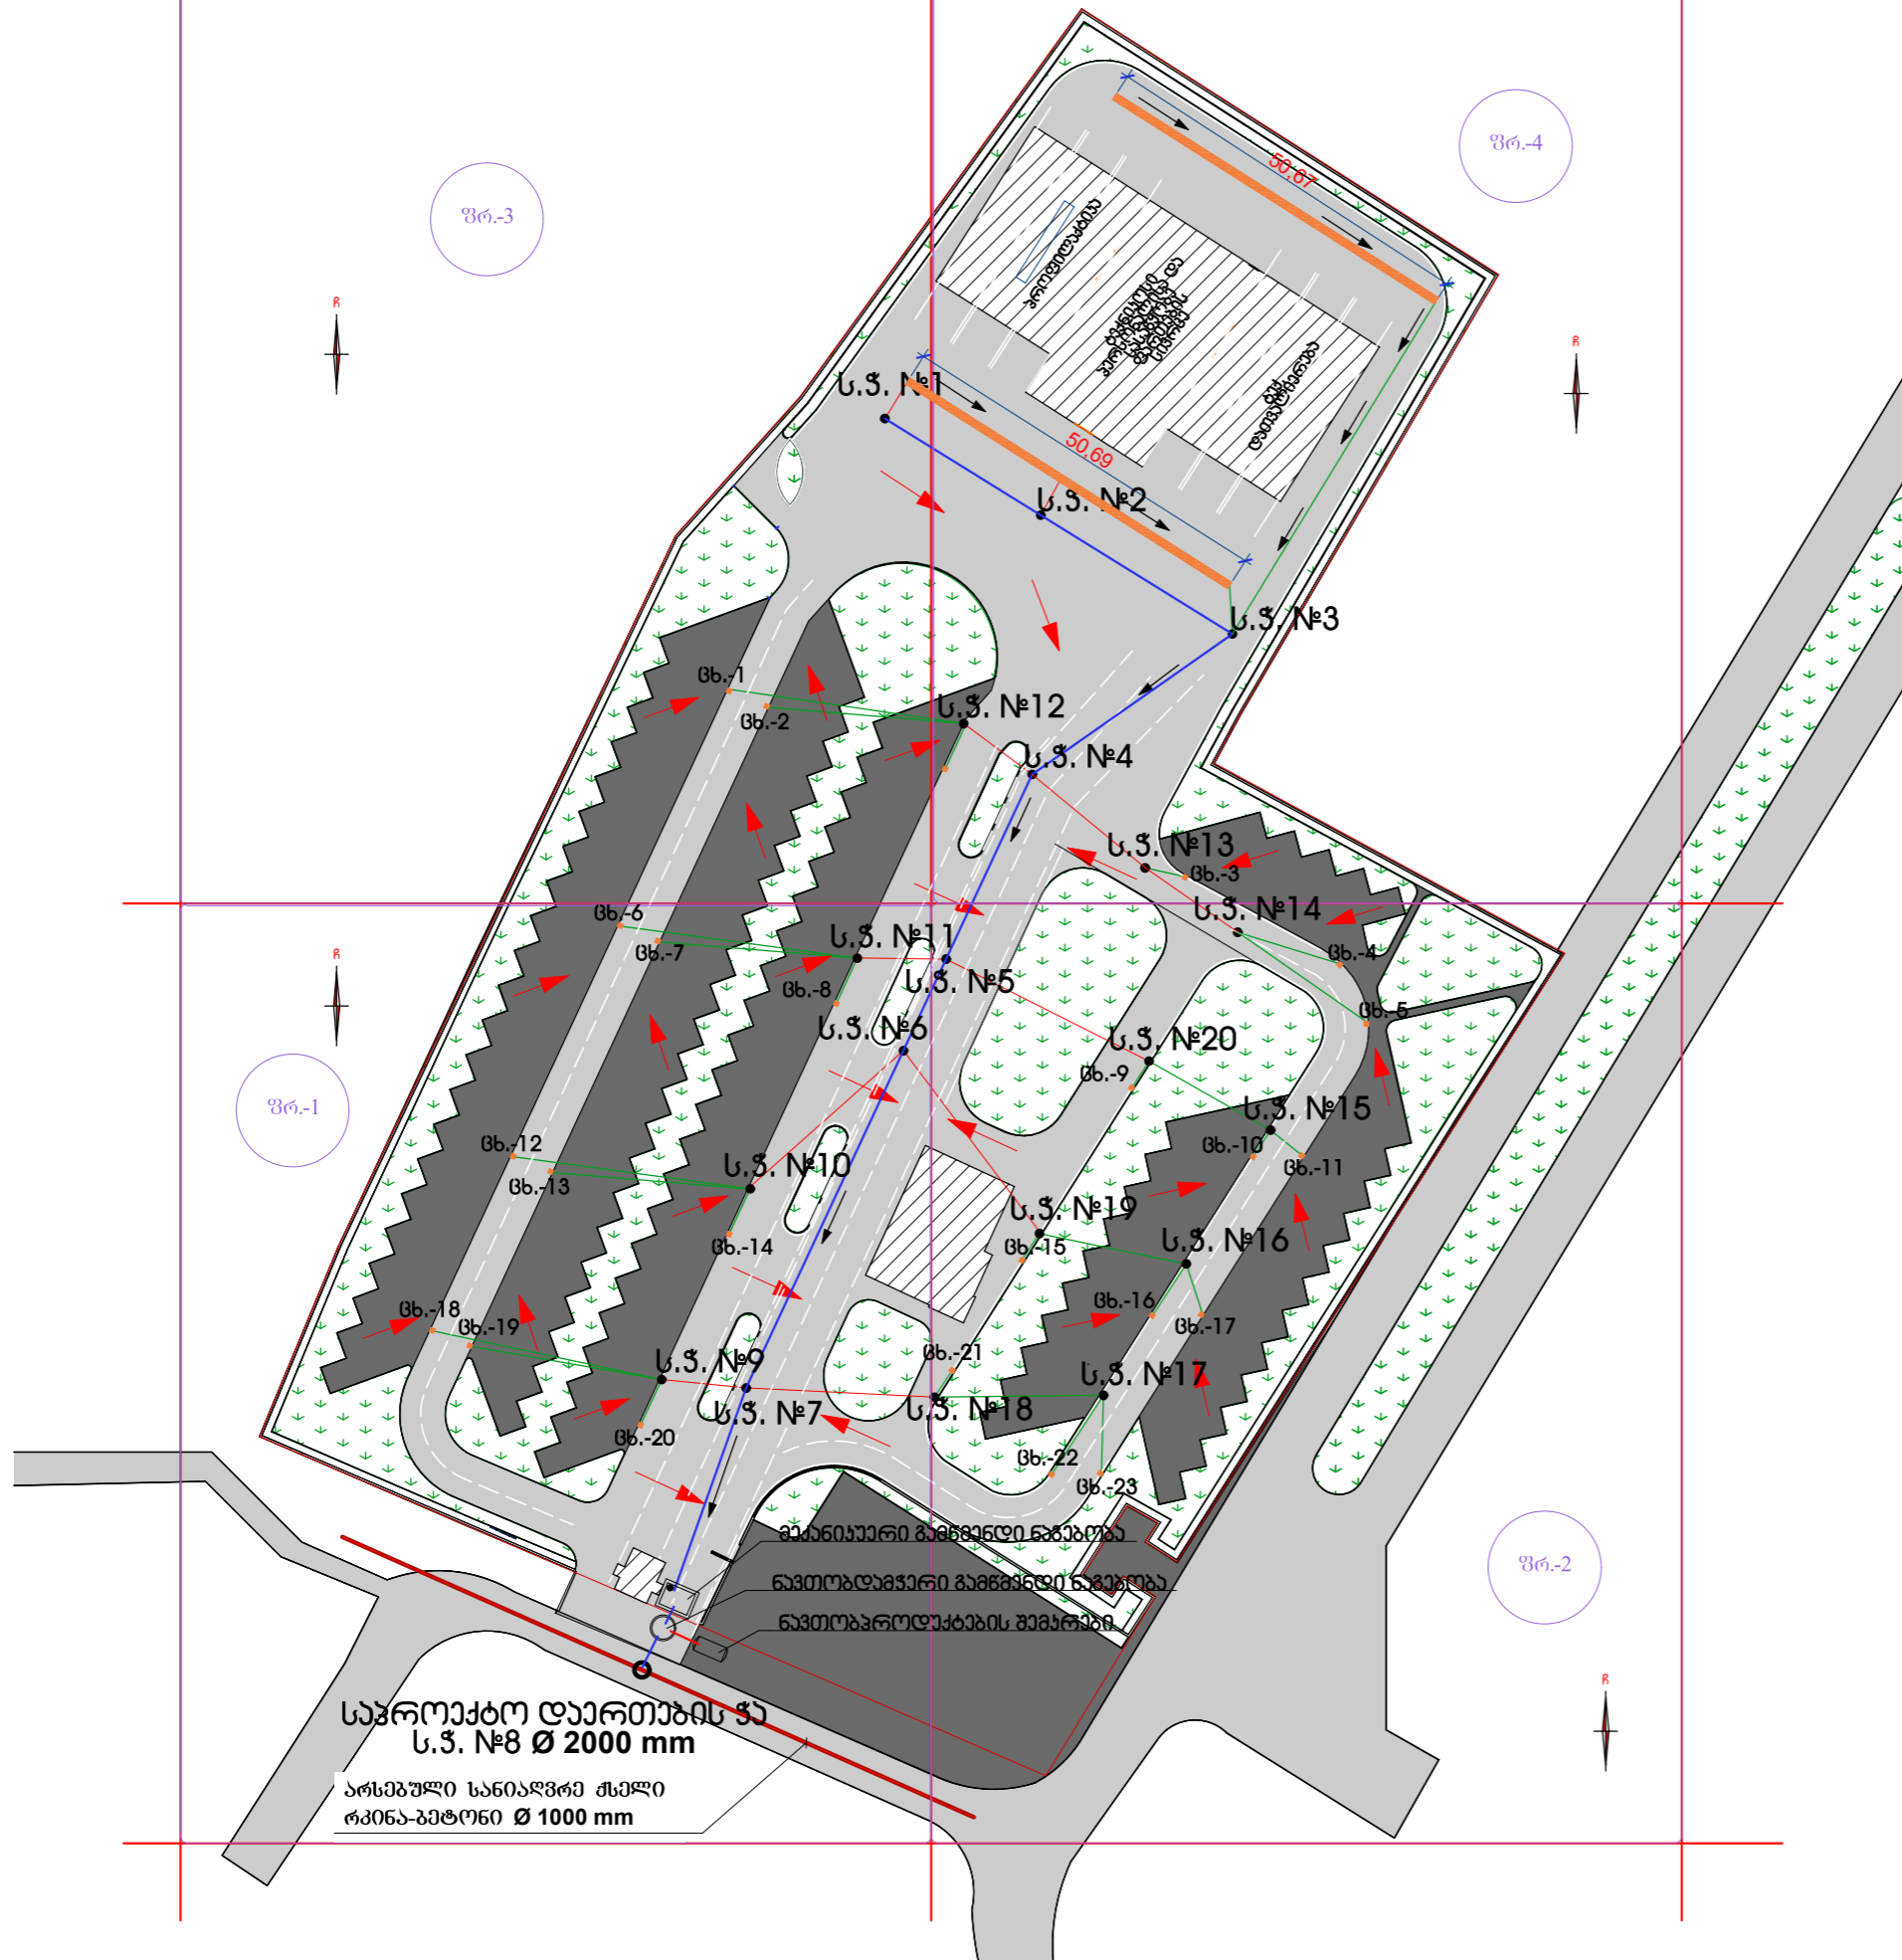 ფრ.-4
ფრ.-3
ჩ
ჩ
50.67
50.69
ს.ჭ. №1
ს.ჭ. №2
ს.ჭ. №3
ცხ.-1
ცხ.-2
ს.ჭ. №12
ს.ჭ. №4
ს.ჭ. №13
ცხ.-3
ს.ჭ. №14
ცხ.-4
ცხ.-5
ცხ.-6
ცხ.-7
ს.ჭ. №11
ს.ჭ. №5
ცხ.-8
ს.ჭ. №6
ჩ
ფრ.-1
ს.ჭ. №20
ცხ.-9
ს.ჭ. №15
ცხ.-10
ცხ.-11
ცხ.-12
ცხ.-13
ს.ჭ. №10
ცხ.-14
ს.ჭ. №19
ცხ.-15
ს.ჭ. №16
ცხ.-16
ცხ.-17
ცხ.-18
ცხ.-19
ს.ჭ. №9
ს.ჭ. №7
ცხ.-20
ცხ.-21
ს.ჭ. №18
ს.ჭ. №17
ცხ.-22
ცხ.-23
მექანიკური გამწმენდი ნაგებობა
ნავთობდამჭერი გამწმენდი ნაგებობა
ნავთობპროდუქტების შემკრები
ფრ.-2
ჩ
საპროექტო დაერთების ჭა
ს.ჭ. №8 Ø 2000 mm
არსებული სანიაღვრე ქსელი
რკინა-ბეტონი Ø 1000 mm